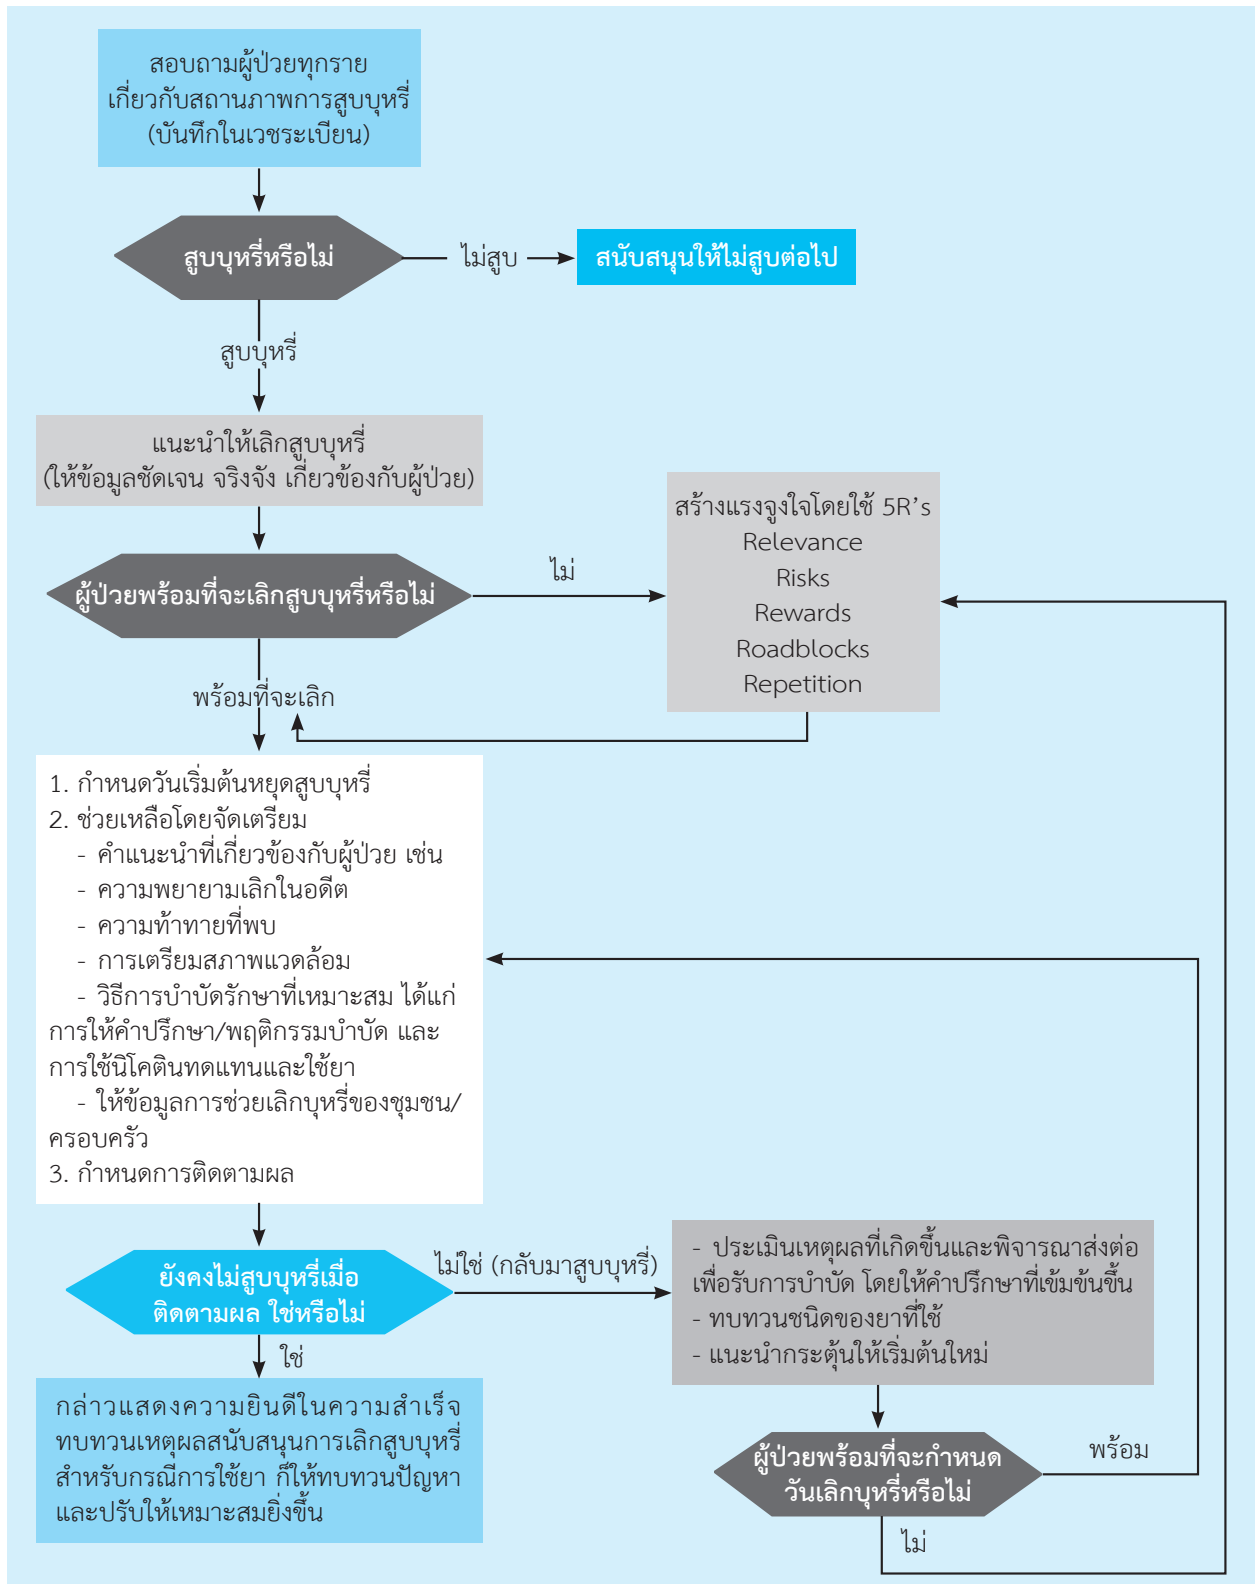 สอบถามผู้ป่วยทุกราย
เกี่ยวกับสถานภาพการสูบบุหรี่
(บันทึกในเวชระเบียน)
สูบบุหรี่หรือไม่
ไม่สูบ
สนับสนุนให้ไม่สูบต่อไป
สูบบุหรี่
แนะนำให้เลิกสูบบุหรี่
(ให้ข้อมูลชัดเจน จริงจัง เกี่ยวข้องกับผู้ป่วย)
ผู้ป่วยพร้อมที่จะเลิกสูบบุหรี่หรือไม่
ไม่
สร้างแรงจูงใจโดยใช้ 5R's
Relevance
Risks
Rewards
Roadblocks
Repetition
พร้อมที่จะเลิก
1. กำหนดวันเริ่มต้นหยุดสูบบุหรี่
2. ช่วยเหลือโดยจัดเตรียม
- คำแนะนำที่เกี่ยวข้องกับผู้ป่วย เช่น
- ความพยายามเลิกในอดีต
- ความท้าทายที่พบ
- การเตรียมสภาพแวดล้อม
- วิธีการบำบัดรักษาที่เหมาะสม ได้แก่
การให้คำปรึกษา/พฤติกรรมบำบัด และ
การใช้นิโคตินทดแทนและใช้ยา
- ให้ข้อมูลการช่วยเลิกบุหรี่ของชุมชน/
ครอบครัว
3. กำหนดการติดตามผล
ยังคงไม่สูบบุหรี่เมื่อ
ติดตามผล ใช่หรือไม่
ไม่ใช่ (กลับมาสูบบุหรี่)
- ประเมินเหตุผลที่เกิดขึ้นและพิจารณาส่งต่อ
เพื่อรับการบำบัด โดยให้คำปรึกษาที่เข้มข้นขึ้น
- ทบทวนชนิดของยาที่ใช้
- แนะนำกระตุ้นให้เริ่มต้นใหม่
ใช่
กล่าวแสดงความยินดีในความสำเร็จ
ทบทวนเหตุผลสนับสนุนการเลิกสูบบุหรี่
สำหรับกรณีการใช้ยา ก็ให้ทบทวนปัญหา
และปรับให้เหมาะสมยิ่งขึ้น
ผู้ป่วยพร้อมที่จะกำหนด
วันเลิกบุหรี่หรือไม่
พร้อม
ไม่